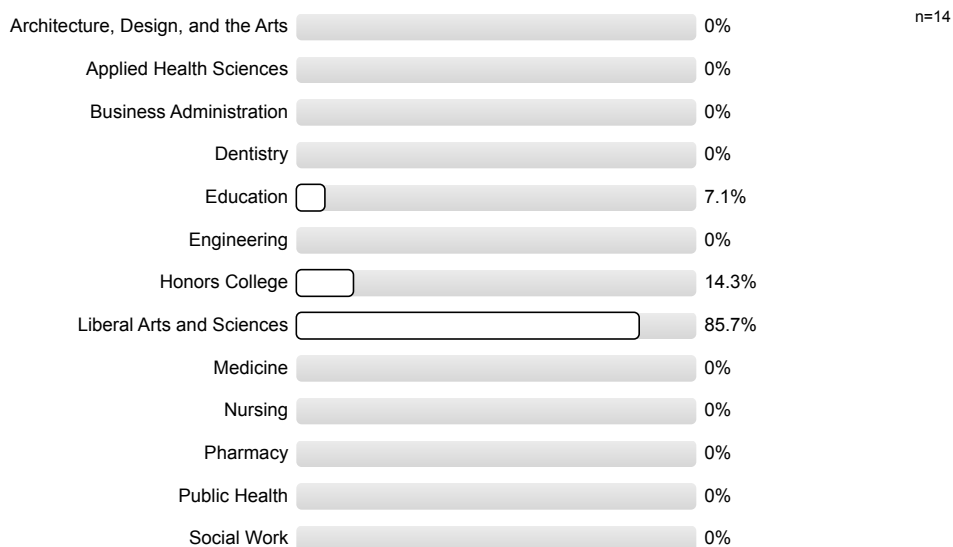 n=14
Architecture, Design, and the Arts 0%
Applied Health Sciences 0%
Business Administration 0%
Dentistry 0%
Education 7.1%
Engineering 0%
Honors College 14.3%
Liberal Arts and Sciences 85.7%
Medicine 0%
Nursing 0%
Pharmacy 0%
Public Health 0%
Social Work 0%